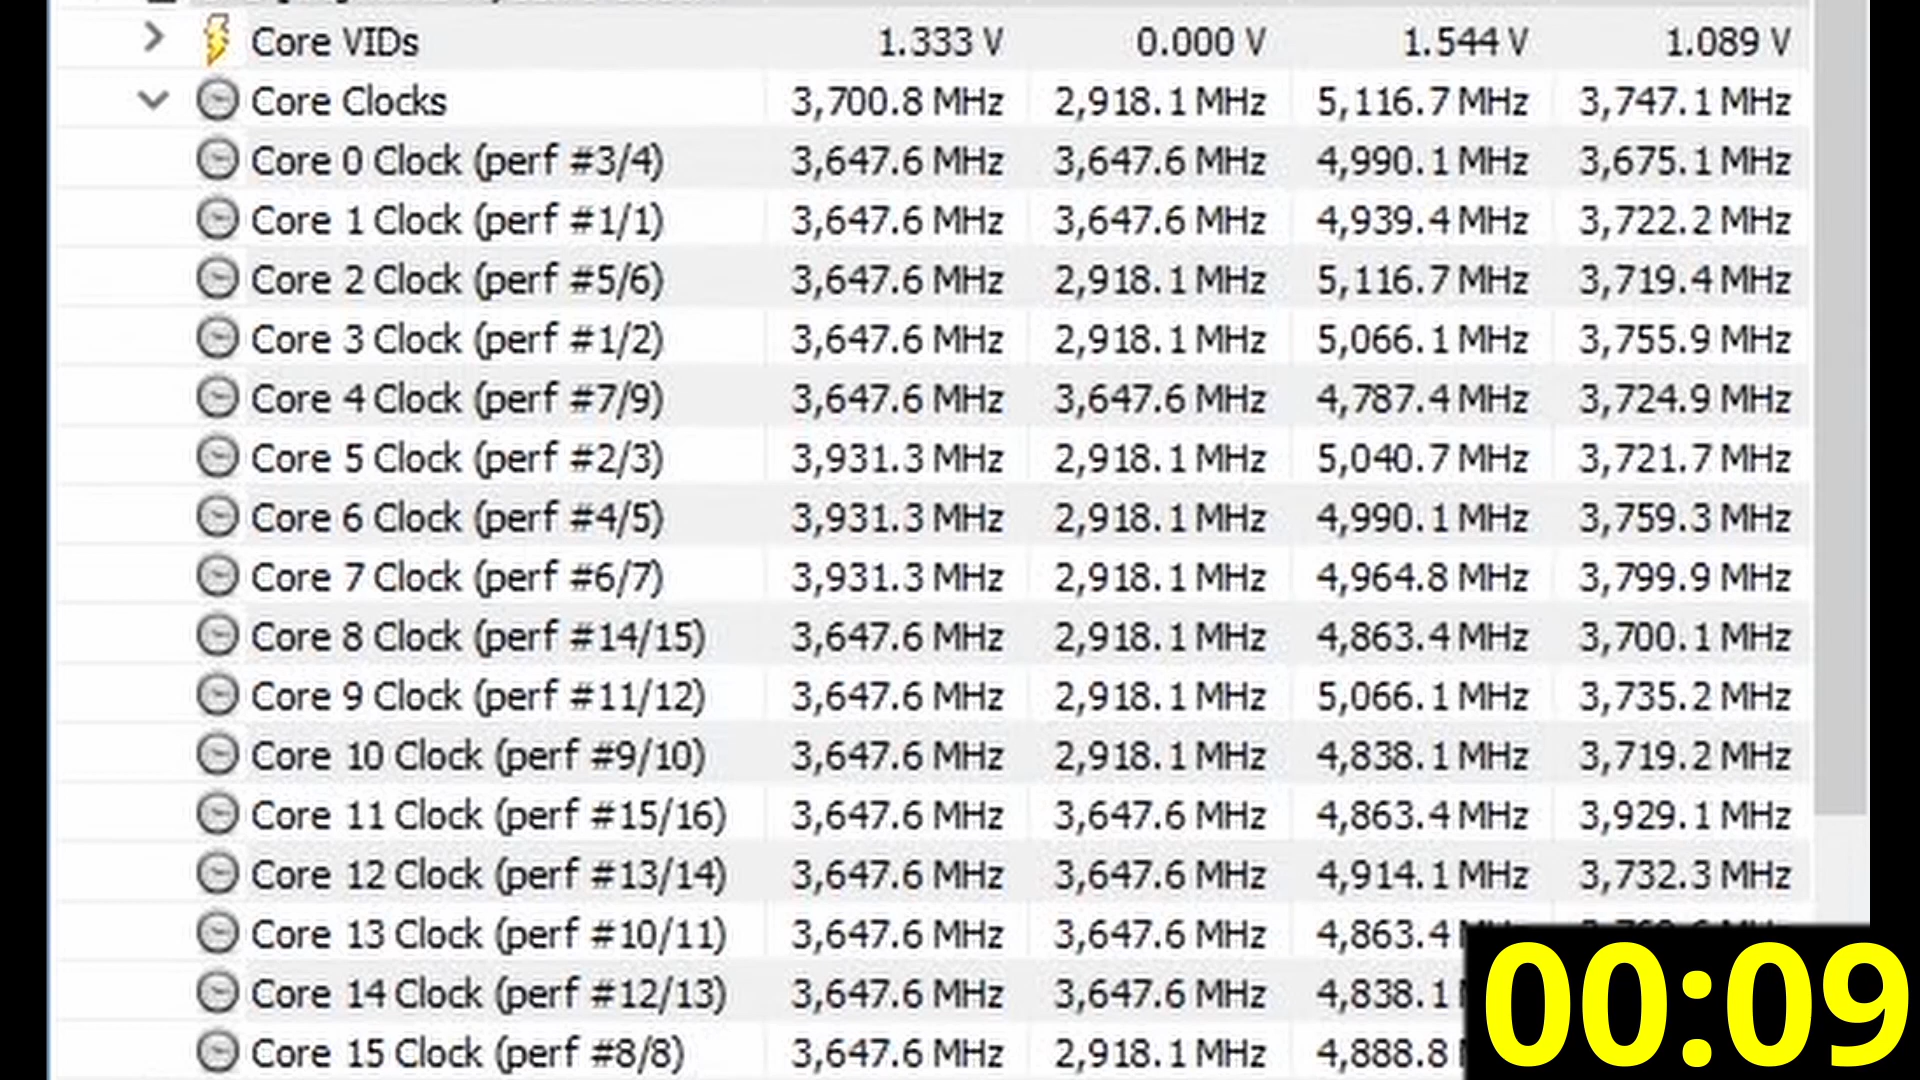 Core VIDs 1.333 V 0.000 V 1.544 V 1.089 V
Core Clocks 3,700.8 MHz 2,918.1 MHz 5,116.7 MHz 3,747.1 MHz
Core 0 Clock (perf #3/4) 3,647.6 MHz 3,647.6 MHz 4,990.1 MHz 3,675.1 MHz
Core 1 Clock (perf #1/1) 3,647.6 MHz 3,647.6 MHz 4,939.4 MHz 3,722.2 MHz
Core 2 Clock (perf #5/6) 3,647.6 MHz 2,918.1 MHz 5,116.7 MHz 3,719.4 MHz
Core 3 Clock (perf #1/2) 3,647.6 MHz 2,918.1 MHz 5,066.1 MHz 3,755.9 MHz
Core 4 Clock (perf #7/9) 3,647.6 MHz 3,647.6 MHz 4,787.4 MHz 3,724.9 MHz
Core 5 Clock (perf #2/3) 3,931.3 MHz 2,918.1 MHz 5,040.7 MHz 3,721.7 MHz
Core 6 Clock (perf #4/5) 3,931.3 MHz 2,918.1 MHz 4,990.1 MHz 3,759.3 MHz
Core 7 Clock (perf #6/7) 3,931.3 MHz 2,918.1 MHz 4,964.8 MHz 3,799.9 MHz
Core 8 Clock (perf #14/15) 3,647.6 MHz 2,918.1 MHz 4,863.4 MHz 3,700.1 MHz
Core 9 Clock (perf #11/12) 3,647.6 MHz 2,918.1 MHz 5,066.1 MHz 3,735.2 MHz
Core 10 Clock (perf #9/10) 3,647.6 MHz 2,918.1 MHz 4,838.1 MHz 3,719.2 MHz
Core 11 Clock (perf #15/16) 3,647.6 MHz 3,647.6 MHz 4,863.4 MHz 3,929.1 MHz
Core 12 Clock (perf #13/14) 3,647.6 MHz 3,647.6 MHz 4,914.1 MHz 3,732.3 MHz
Core 13 Clock (perf #10/11) 3,647.6 MHz 3,647.6 MHz 4,863.4
Core 14 Clock (perf #12/13) 3,647.6 MHz 3,647.6 MHz 4,838.1
Core 15 Clock (perf #8/8) 3,647.6 MHz 2,918.1 MHz 4,888.8
00:09